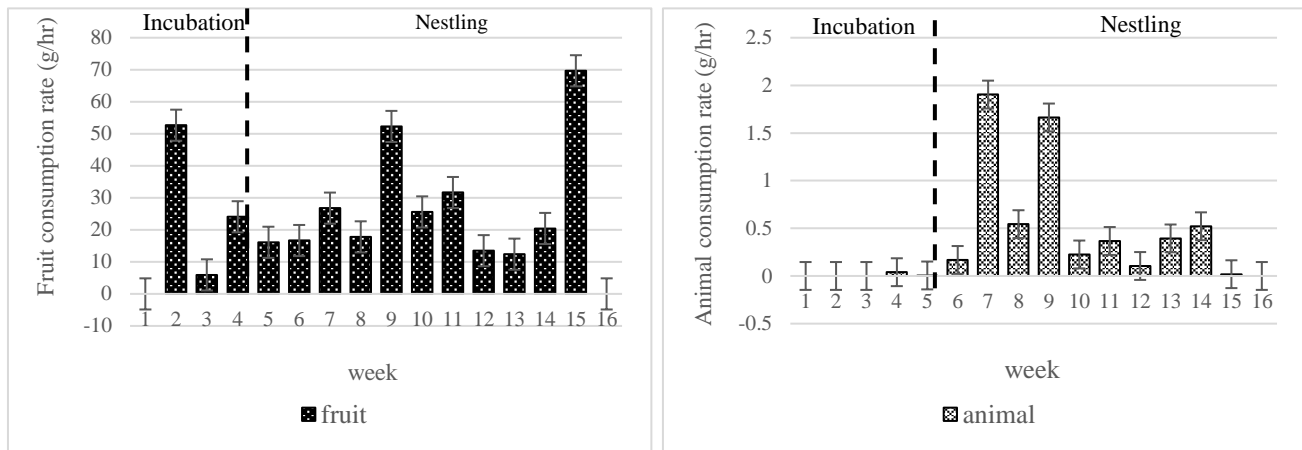 Incubation Nestling
Fruit consumption rate (g/hr)
80
70
60
50
40
30
20
10
0
-10
1 2 3 4 5 6 7 8 9 10 11 12 13 14 15 16
week
fruit
Incubation Nestling
Animal consumption rate (g/hr)
2.5
2
1.5
1
0.5
0
-0.5
1 2 3 4 5 6 7 8 9 10 11 12 13 14 15 16
week
animal